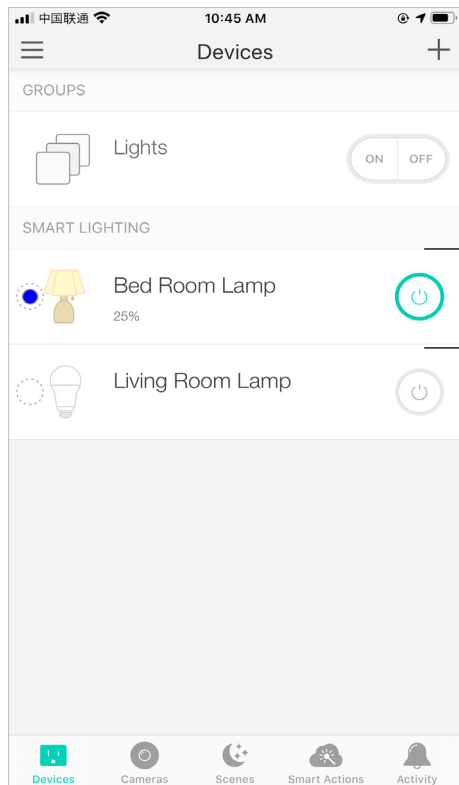 中国联通
10:45 AM
Devices
GROUPS
Lights
ON OFF
SMART LIGHTING
Bed Room Lamp
25%
Living Room Lamp
Devices Cameras Scenes Smart Actions Activity